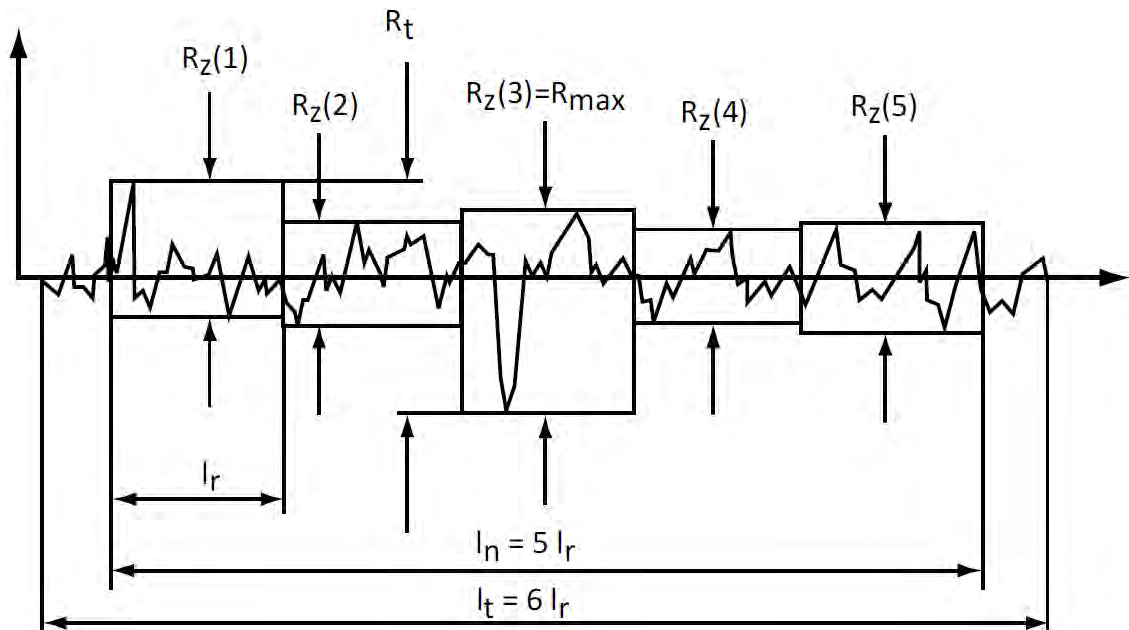 Rt
Rz(1)
Rz(2)
Rz(3)=Rmax
Rz(4)
Rz(5)
lr
ln = 5 lr
lt = 6 lr